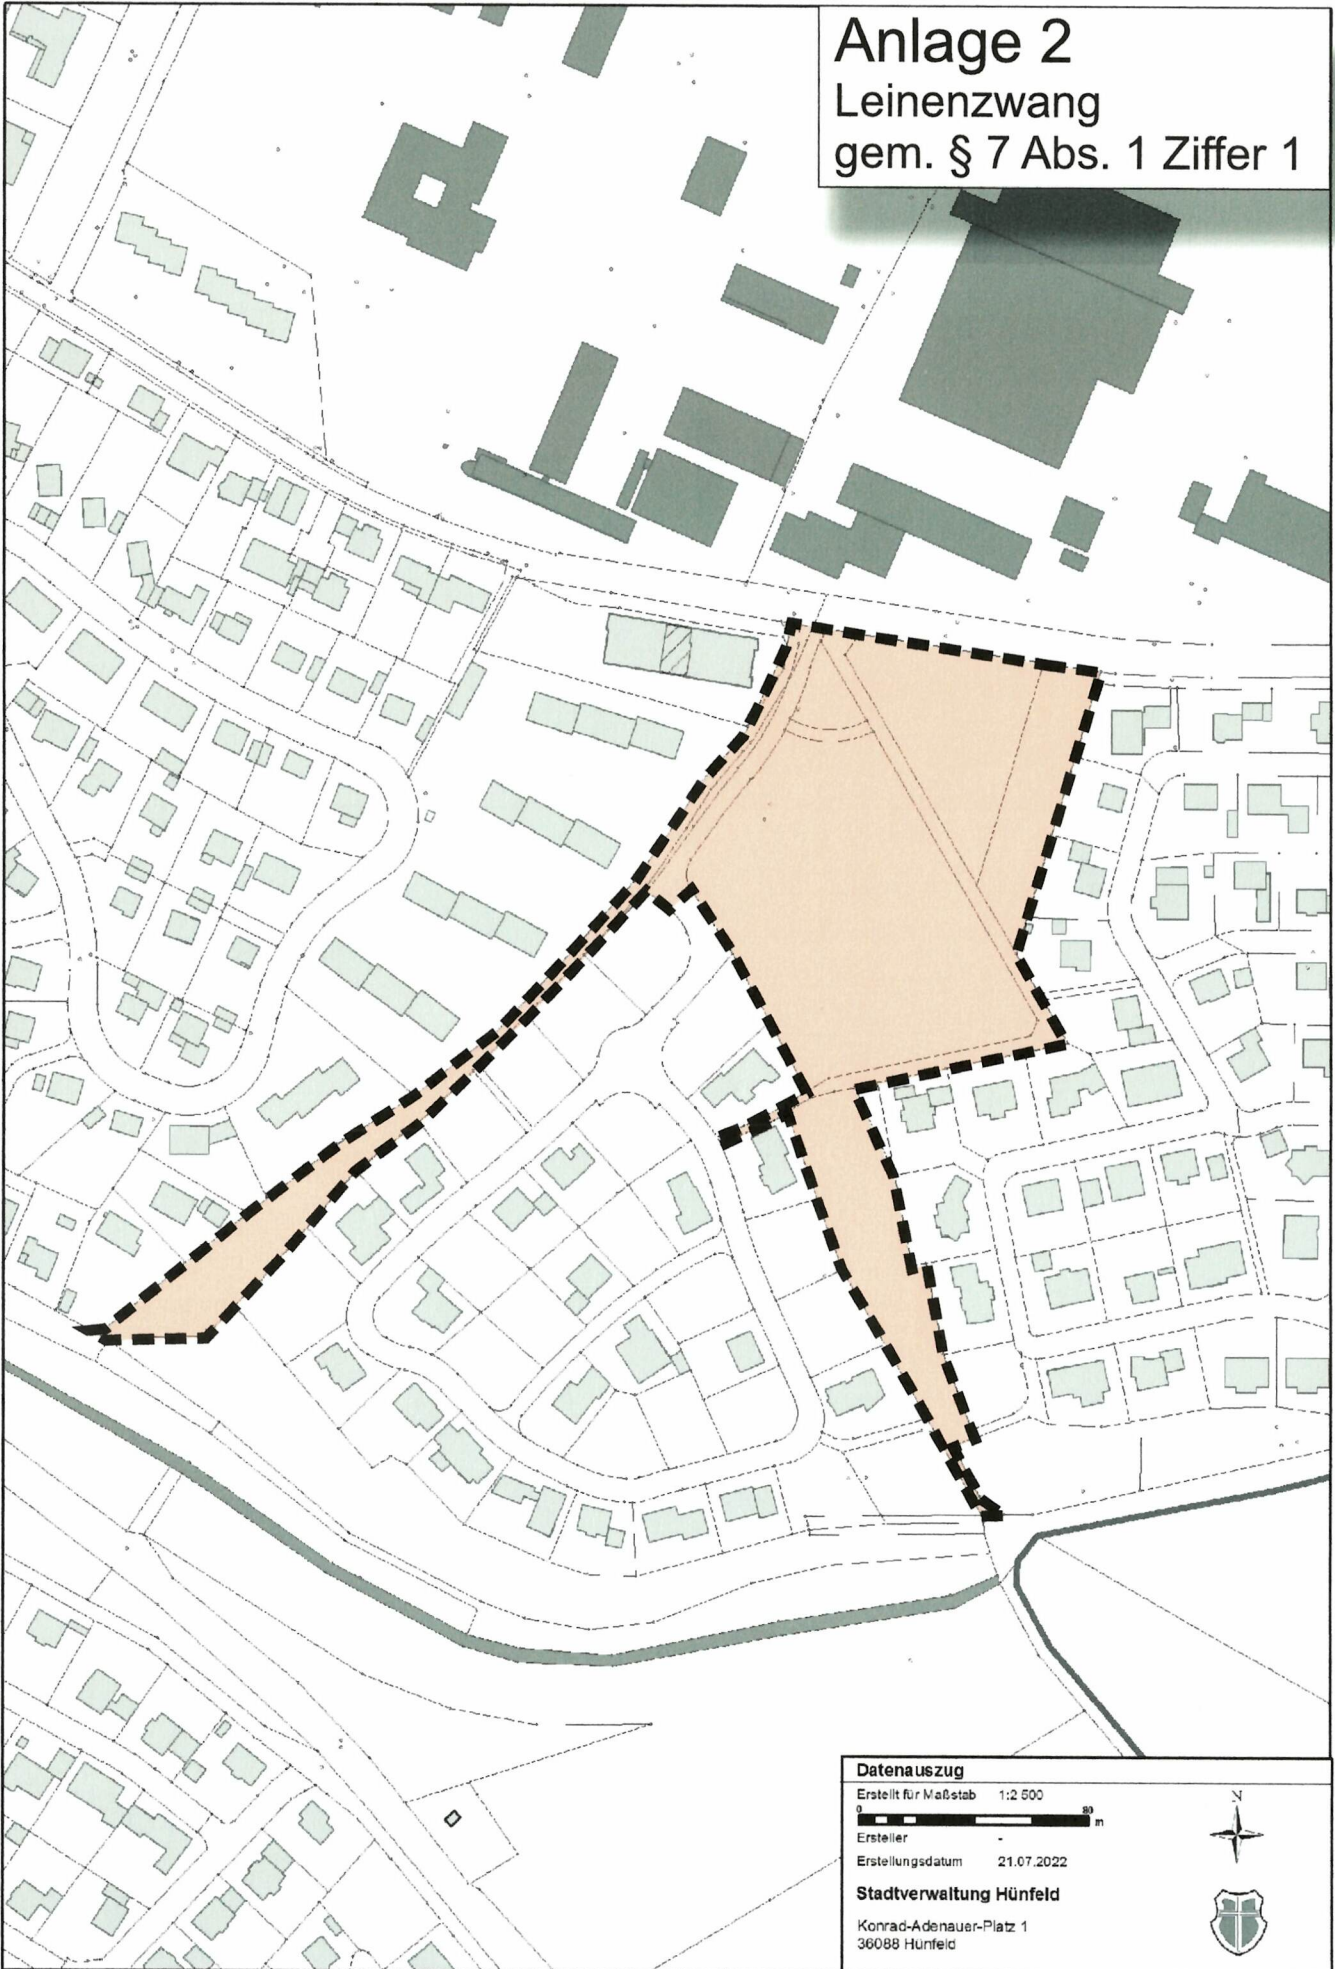 Anlage 2
Leinenzwang
gem. § 7 Abs. 1 Ziffer 1
Datenauszug
Erstellt für Maßstab 1:2 500
0 80 m
Ersteller -
Erstellungsdatum 21.07.2022
N
Stadtverwaltung Hünfeld
Konrad-Adenauer-Platz 1
36088 Hünfeld